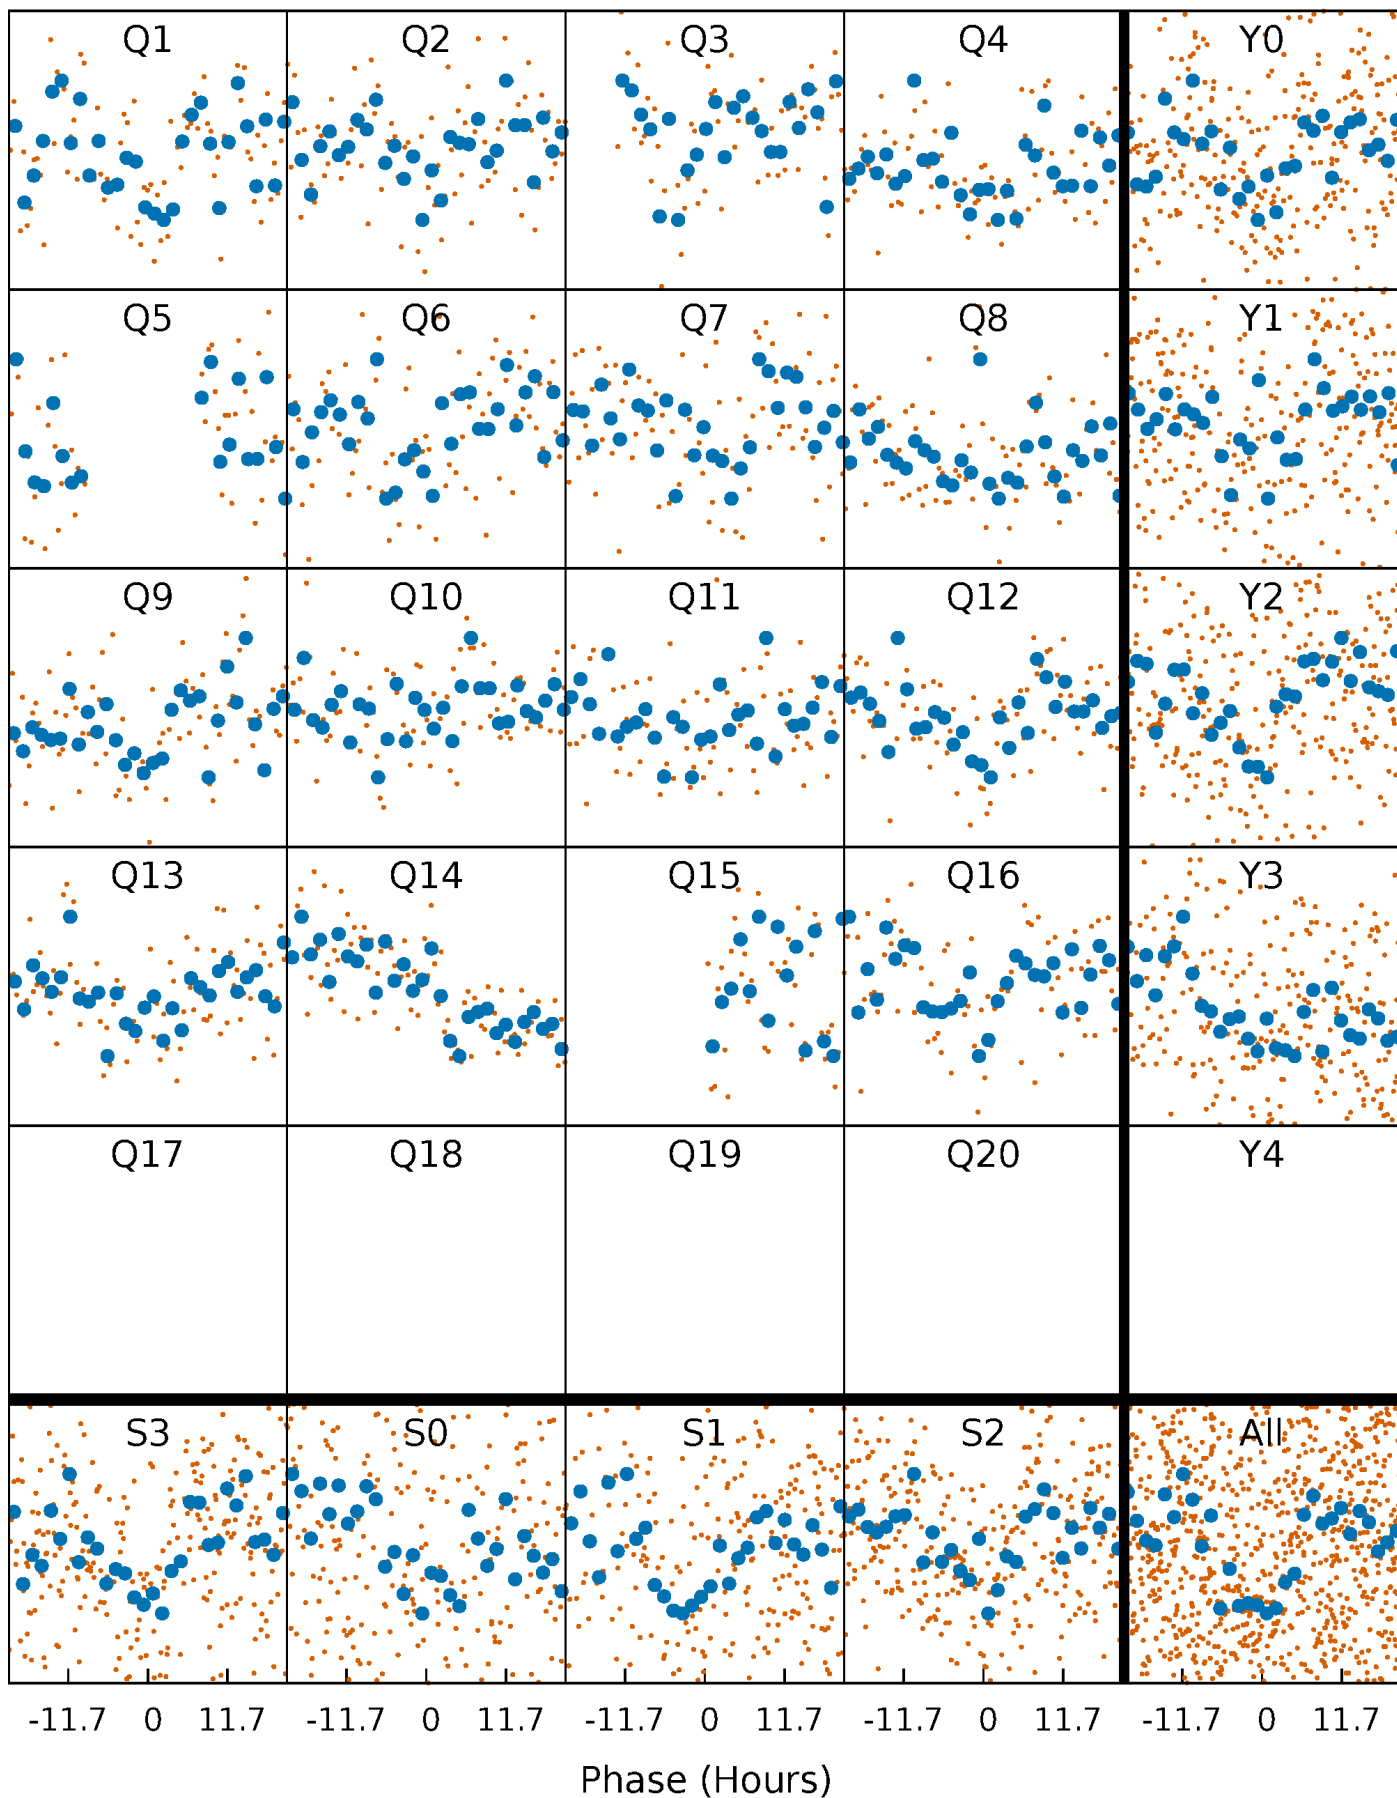 Q1 Q2 Q3 Q4 Y0
Q5 Q6 Q7 Q8 Y1
Q9 Q10 Q11 Q12 Y2
Q13 Q14 Q15 Q16 Y3
Q17 Q18 Q19 Q20 Y4
S3 S0 S1 S2 All
-11.7 0 11.7 -11.7 0 11.7 -11.7 0 11.7 -11.7 0 11.7 -11.7 0 11.7
Phase (Hours)